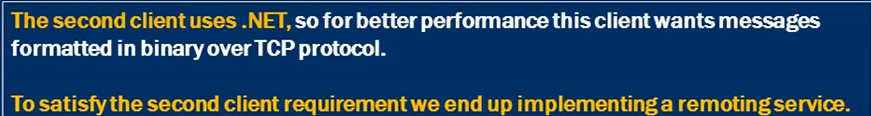 The second client uses .NET, so for better performance this client wants messages
formatted in binary over TCP protocol.
To satisfy the second client requirement we end up implementing a remoting service.